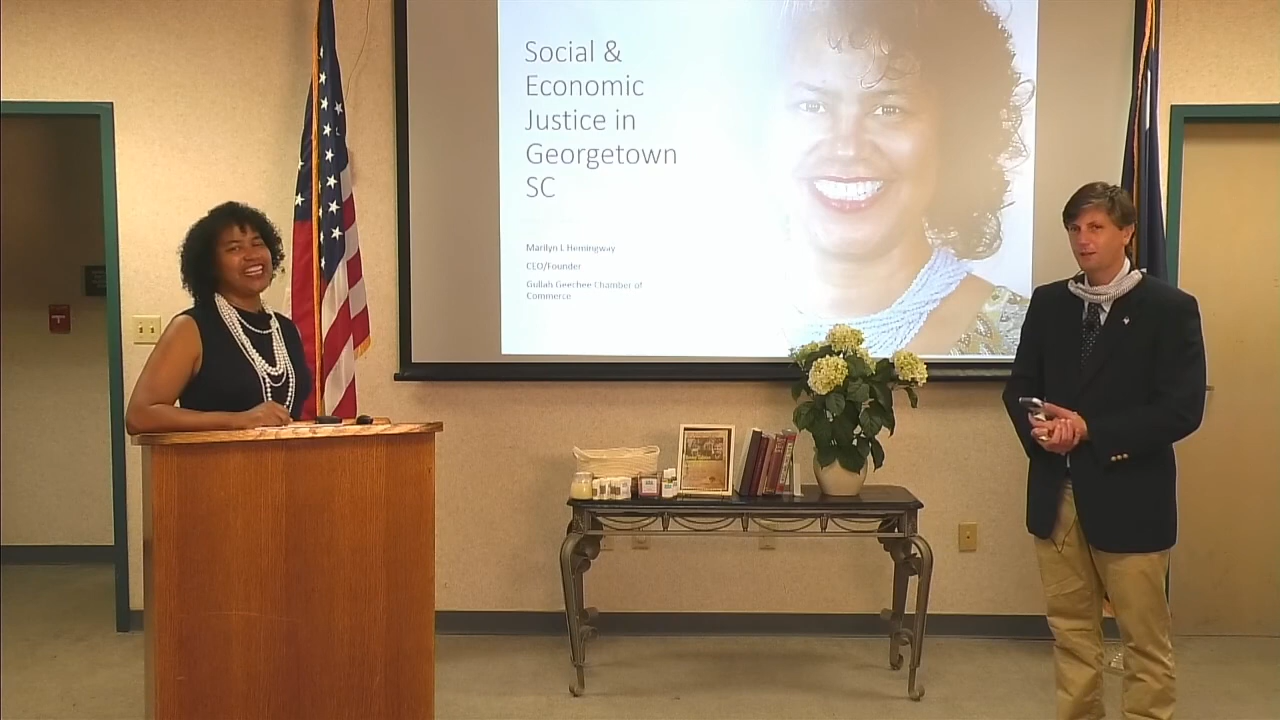 Social &
Economic
Justice in
Georgetown
SC
Marilyn L Hemingway
CEO/Founder
Gullah Geechee Chamber of
Commerce